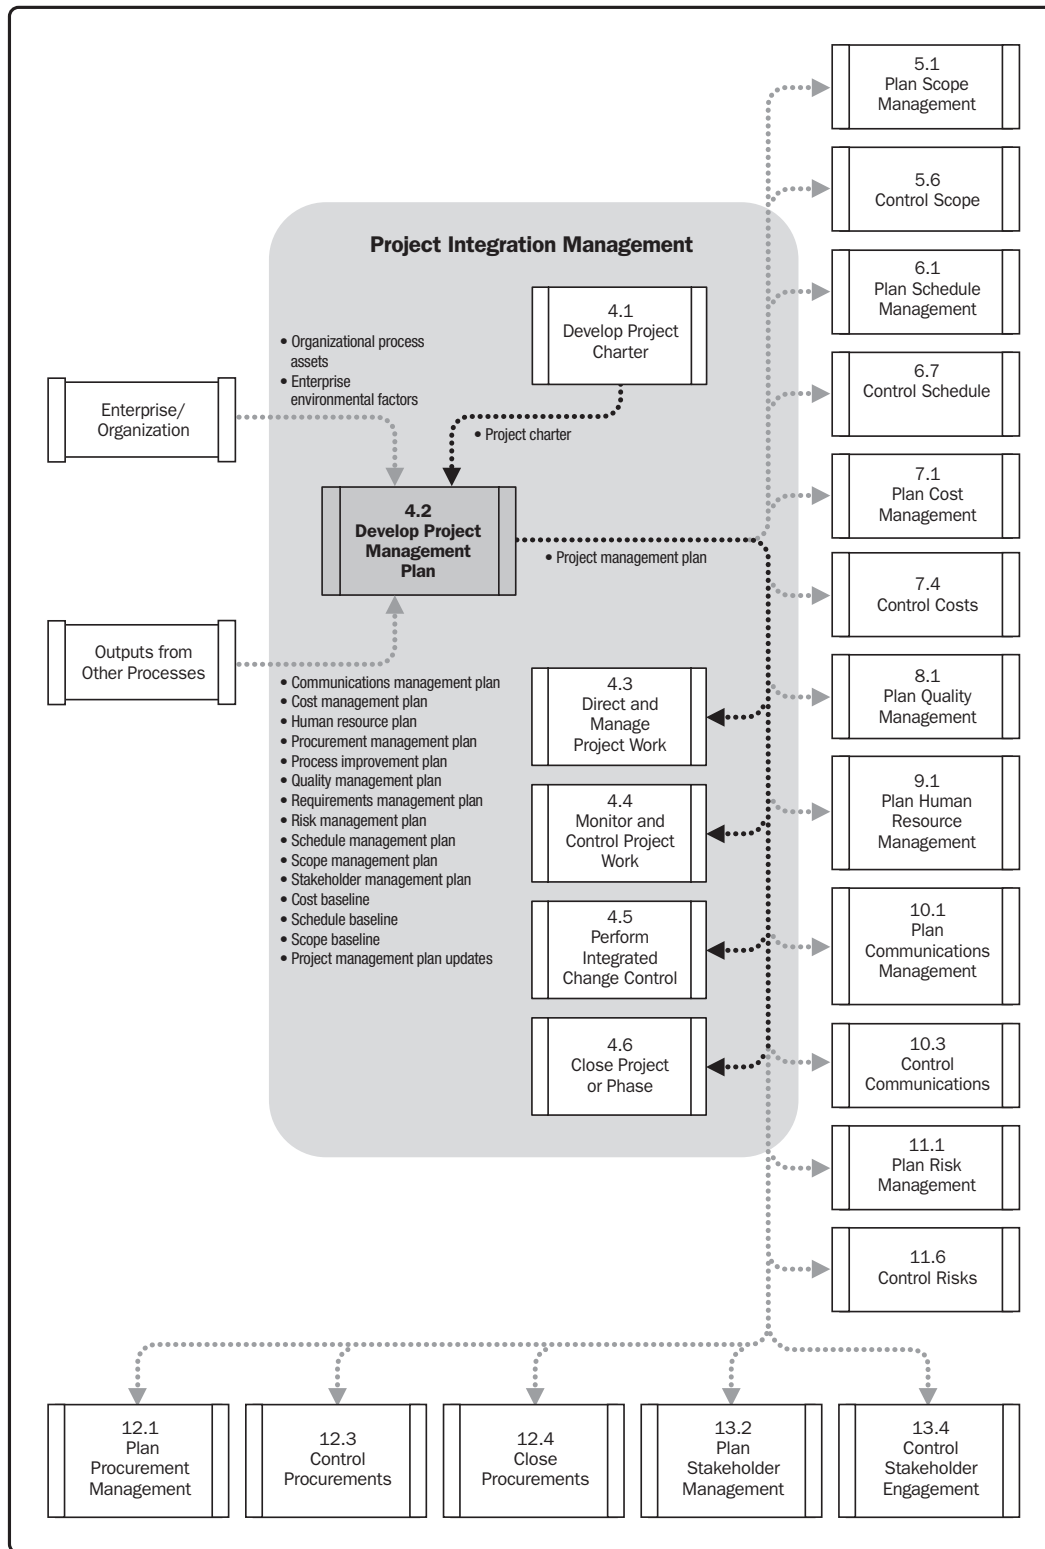 Project Integration Management
4.1
Develop Project
Charter
• Organizational process
assets
• Enterprise
environmental factors
Enterprise/
Organization
• Project charter
4.2
Develop Project
Management
Plan
• Project management plan
Outputs from
Other Processes
• Communications management plan
• Cost management plan
• Human resource plan
• Procurement management plan
• Process improvement plan
• Quality management plan
• Requirements management plan
• Risk management plan
• Schedule management plan
• Scope management plan
• Stakeholder management plan
• Cost baseline
• Schedule baseline
• Scope baseline
• Project management plan updates
4.3
Direct and
Manage
Project Work
4.4
Monitor and
Control Project
Work
4.5
Perform
Integrated
Change Control
4.6
Close Project
or Phase
5.1
Plan Scope
Management
5.6
Control Scope
6.1
Plan Schedule
Management
6.7
Control Schedule
7.1
Plan Cost
Management
7.4
Control Costs
8.1
Plan Quality
Management
9.1
Plan Human
Resource
Management
10.1
Plan
Communications
Management
10.3
Control
Communications
11.1
Plan Risk
Management
11.6
Control Risks
12.1
Plan
Procurement
Management
12.3
Control
Procurements
12.4
Close
Procurements
13.2
Plan
Stakeholder
Management
13.4
Control
Stakeholder
Engagement